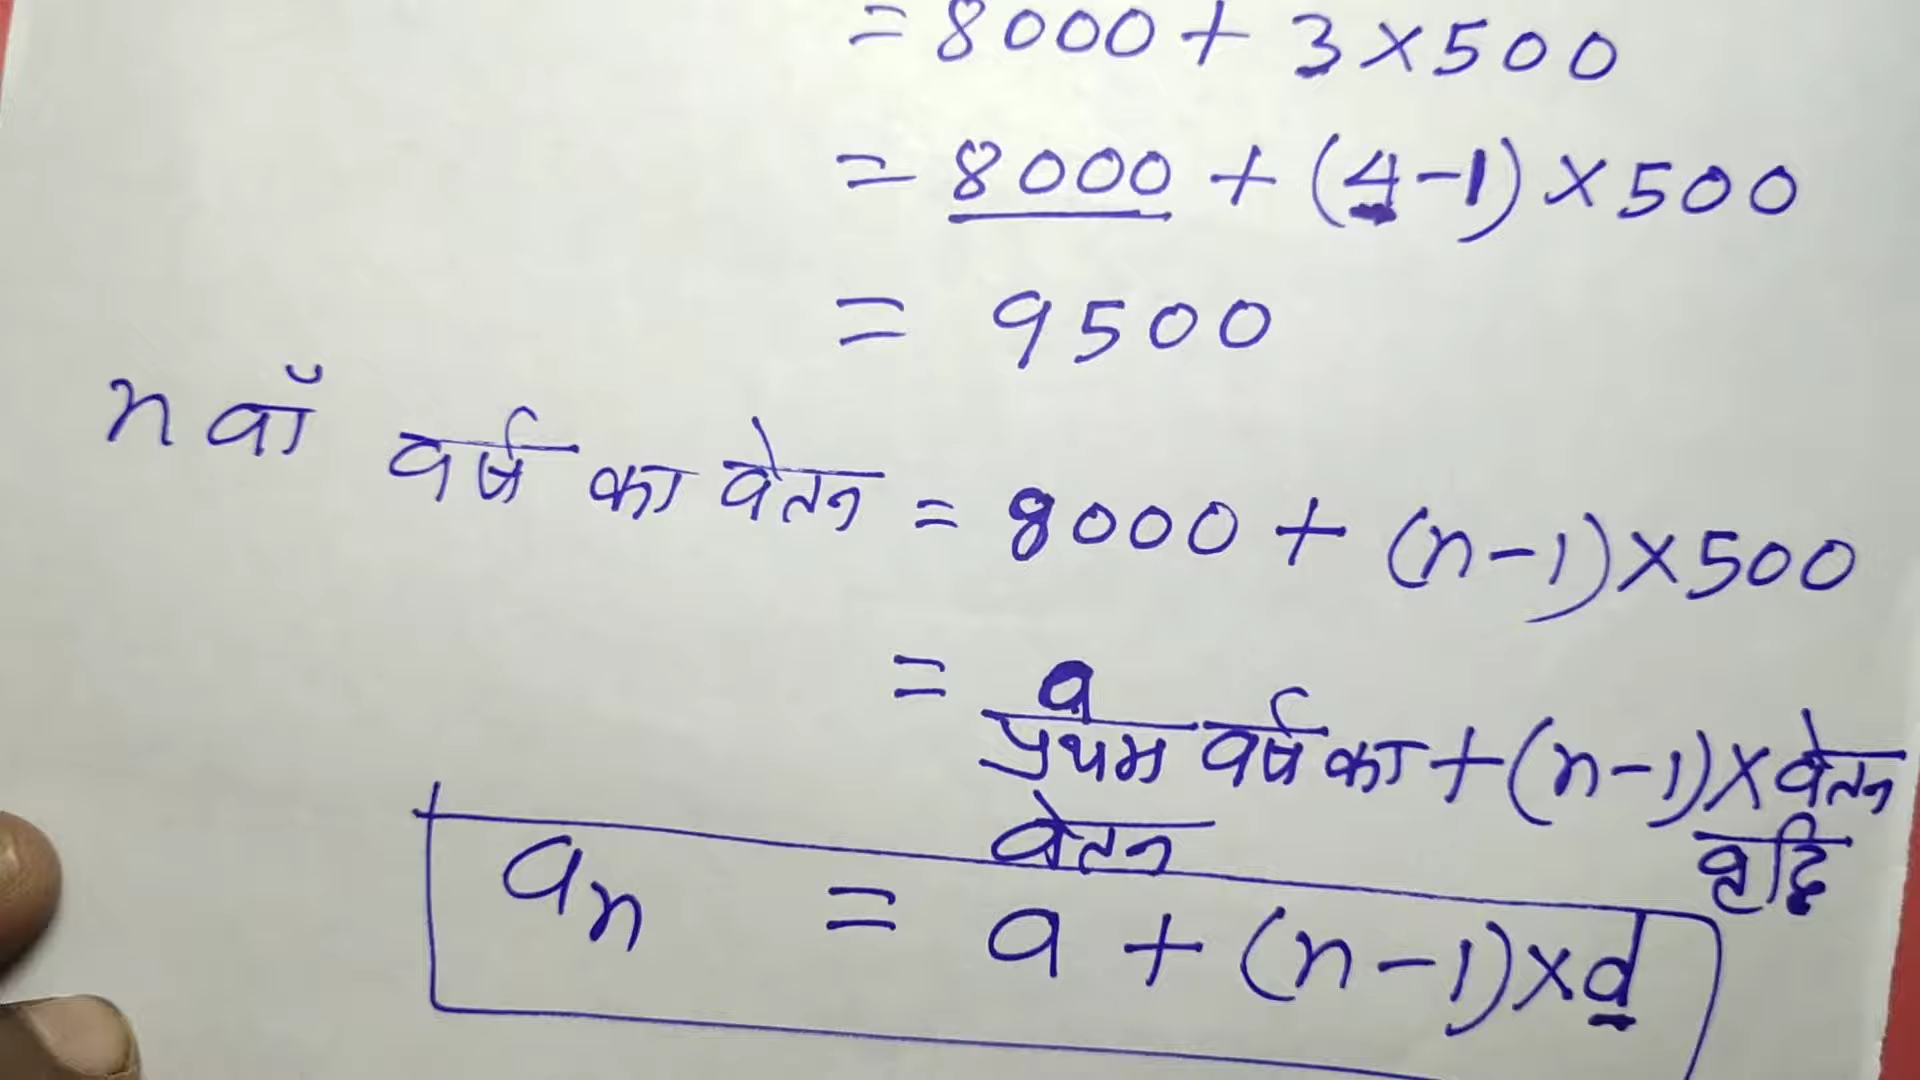 = 8000 + 3 × 500
= 8000 + (4-1) × 500
= 9500
n वाँ वर्ष का वेतन = 8000 + (n-1) × 500
= a
प्रथम वर्ष का + (n-1) × वेतन
वेतन वृद्धि
aₙ = a + (n-1) × d